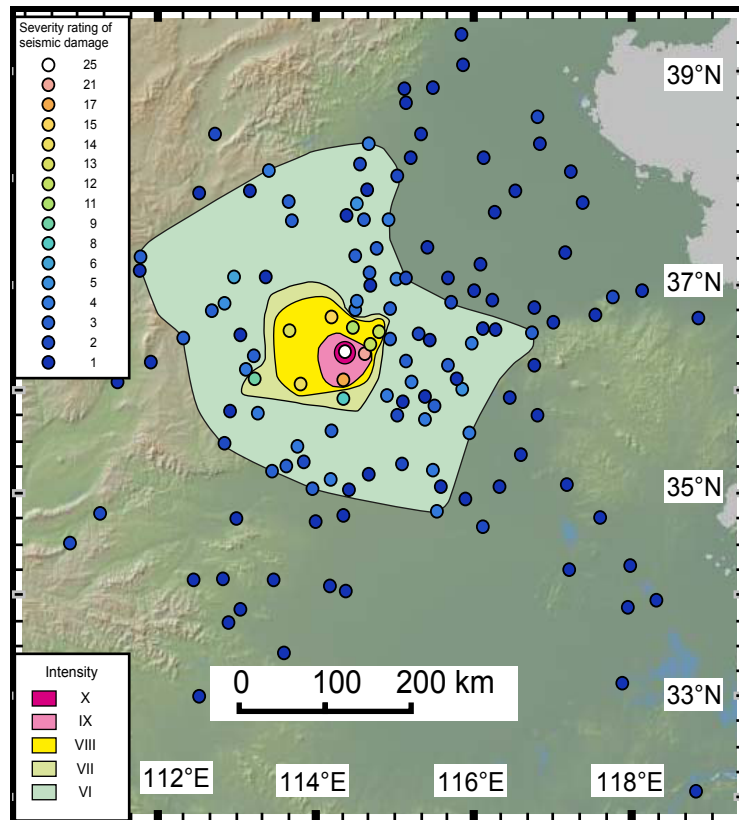 Severity rating of
seismic damage
25
21
17
15
14
13
12
11
9
8
6
5
4
3
2
1
39°N
37°N
35°N
33°N
Intensity
X
IX
VIII
VII
VI
0 100 200 km
112°E 114°E 116°E 118°E